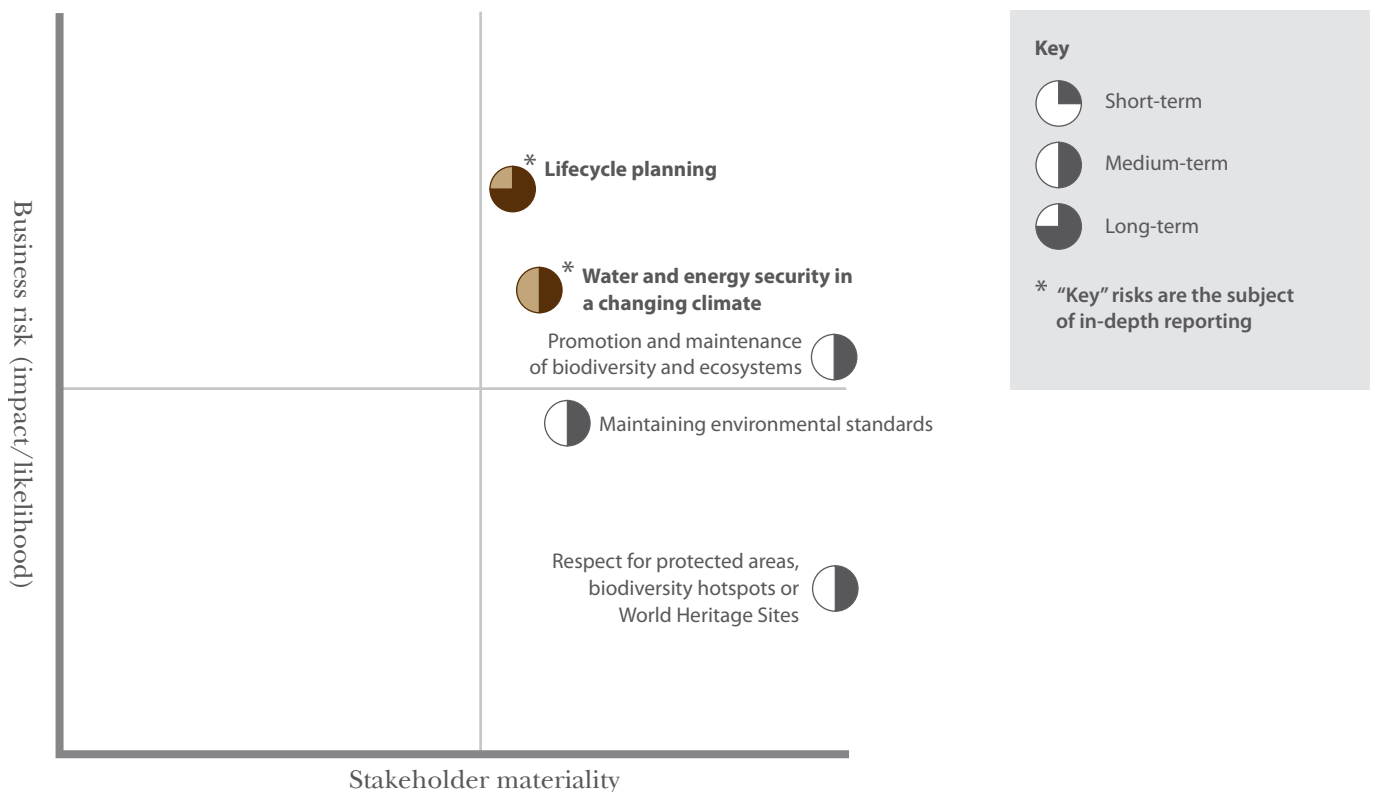 Business risk (impact/likelihood)
* Lifecycle planning
* Water and energy security in
a changing climate
Promotion and maintenance
of biodiversity and ecosystems
Maintaining environmental standards
Respect for protected areas,
biodiversity hotspots or
World Heritage Sites
Stakeholder materiality
Key
Short-term
Medium-term
Long-term
* “Key” risks are the subject
of in-depth reporting